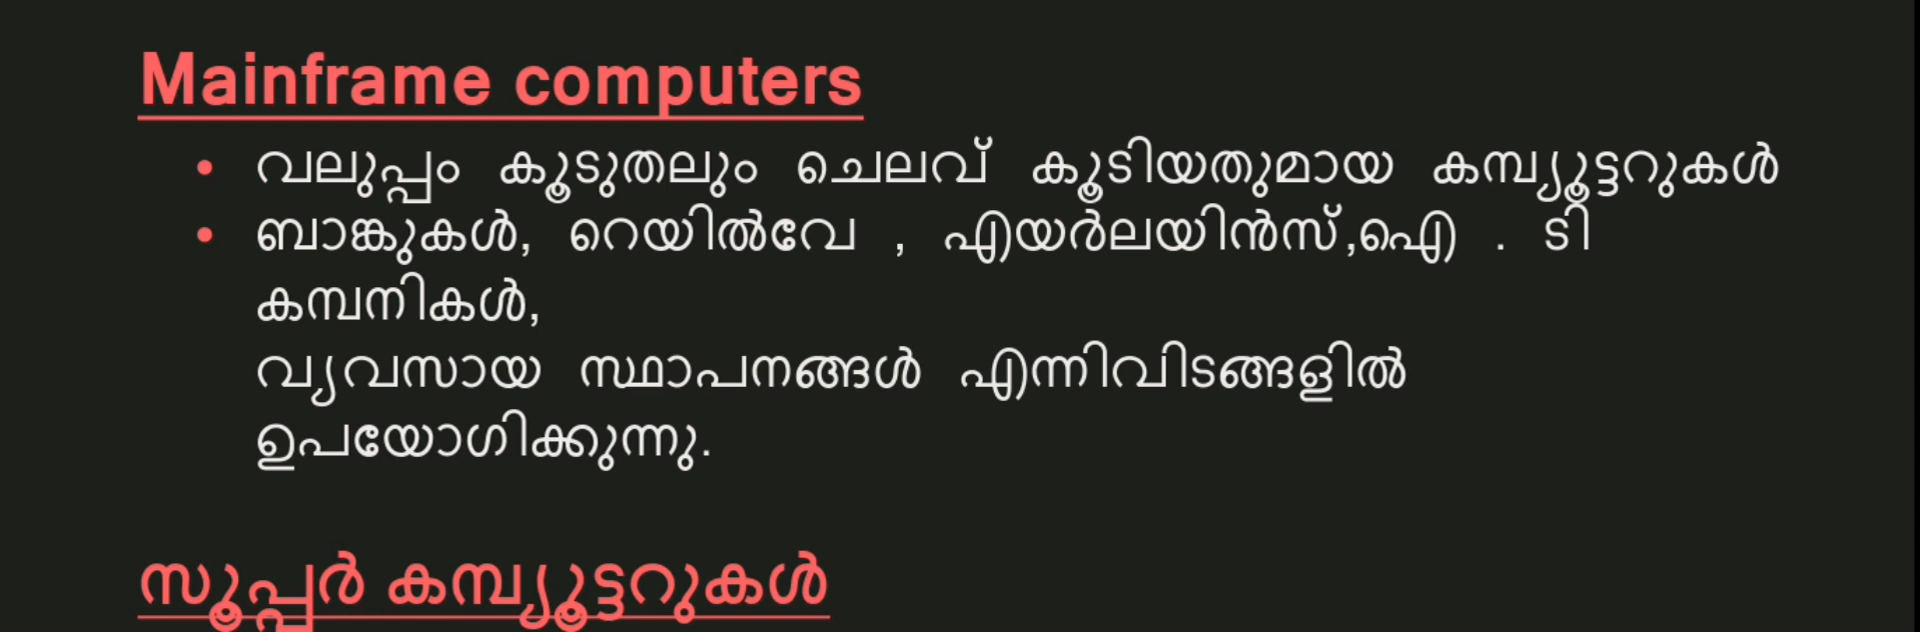 Mainframe computers
• വലുപ്പം കൂടുതലും ചെലവ് കൂടിയതുമായ കമ്പ്യൂട്ടറുകൾ
• ബാങ്കുകൾ, റെയിൽവേ , എയർലയിൻസ്,ഐ . ടി
കമ്പനികൾ,
വ്യവസായ സ്ഥാപനങ്ങൾ എന്നിവിടങ്ങളിൽ
ഉപയോഗിക്കുന്നു.
സൂപ്പർ കമ്പ്യൂട്ടറുകൾ